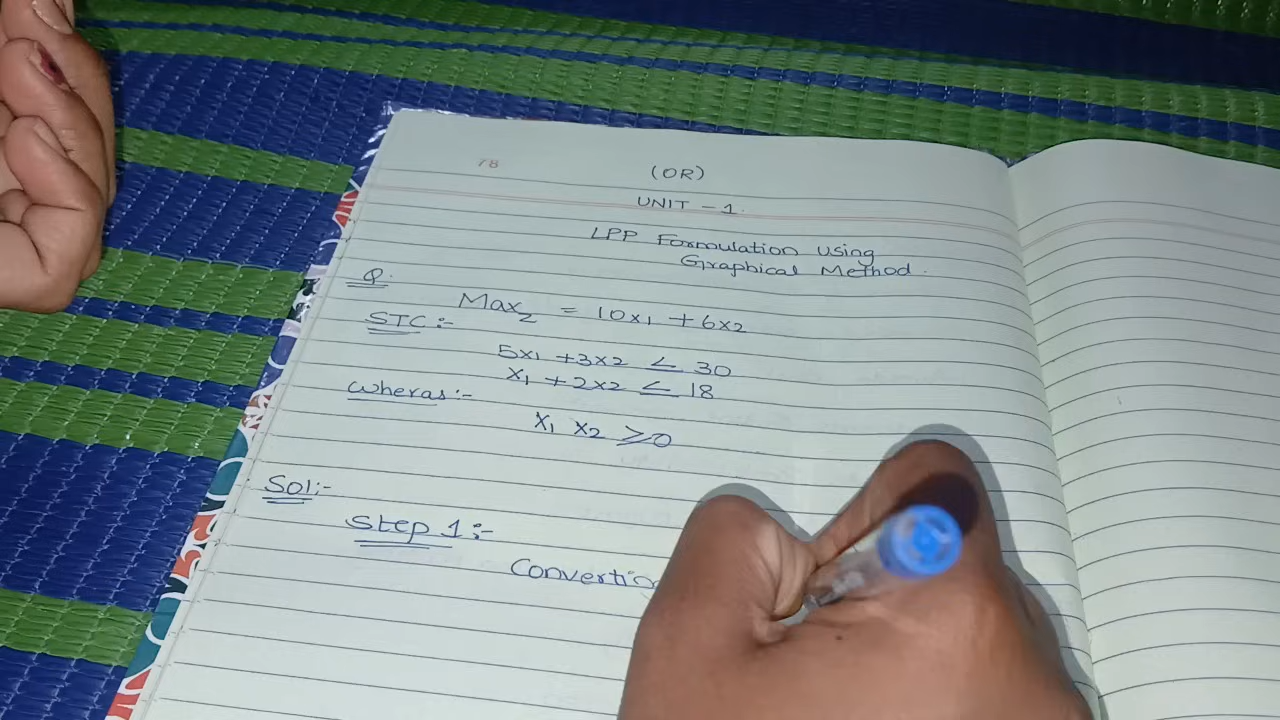 78
(OR)
UNIT - 1.
LPP Formulation using
Graphical Method.
Q.
Max z = 10x1 + 6x2
STC:-
5x1 + 3x2 ≤ 30
x1 + 2x2 ≤ 18
Wheras:-
x1 x2 ≥ 0
Sol:-
Step 1:-
Converting